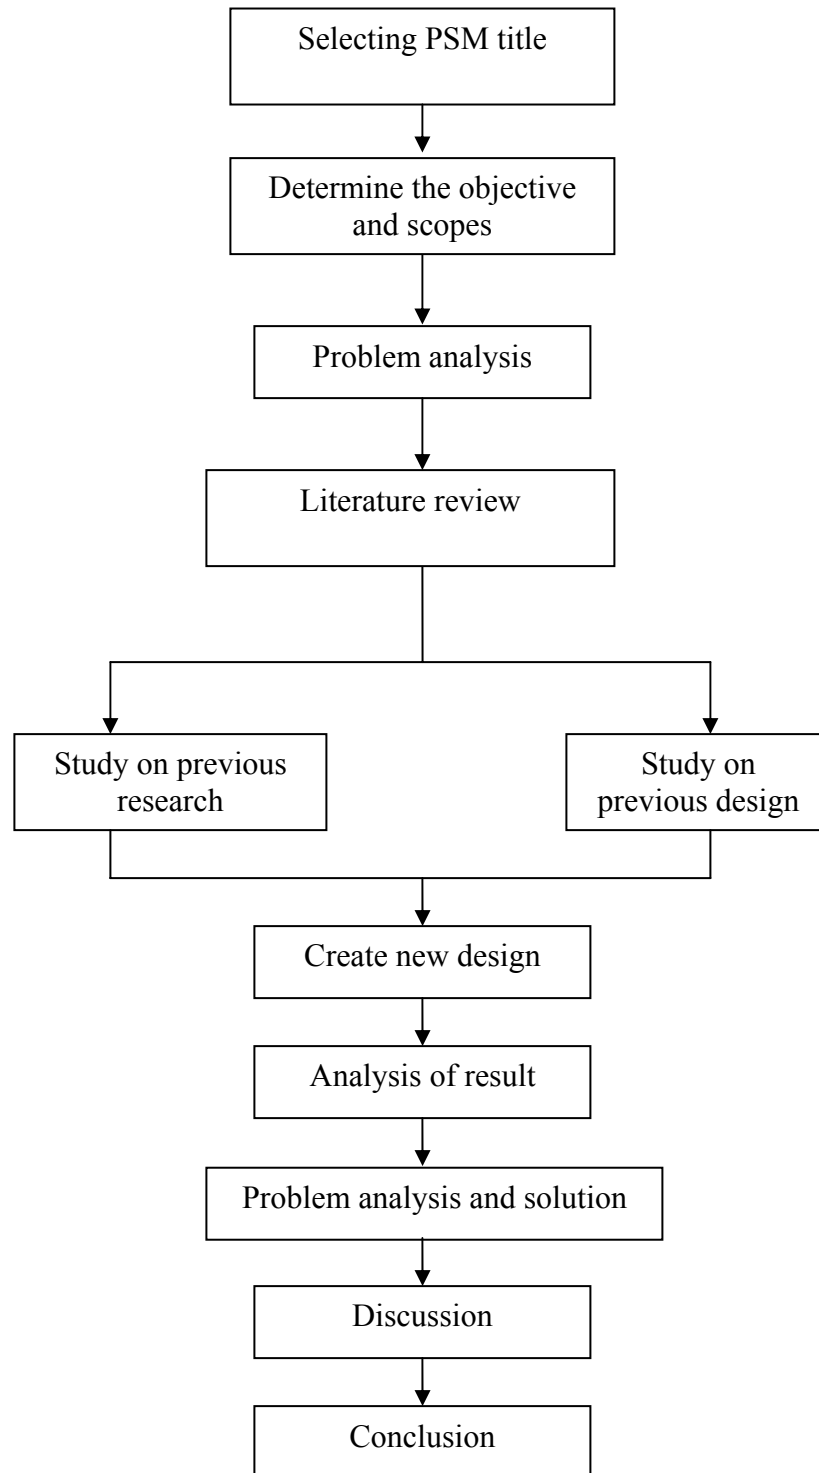 Selecting PSM title
Determine the objective
and scopes
Problem analysis
Literature review
Study on previous
research
Study on
previous design
Create new design
Analysis of result
Problem analysis and solution
Discussion
Conclusion